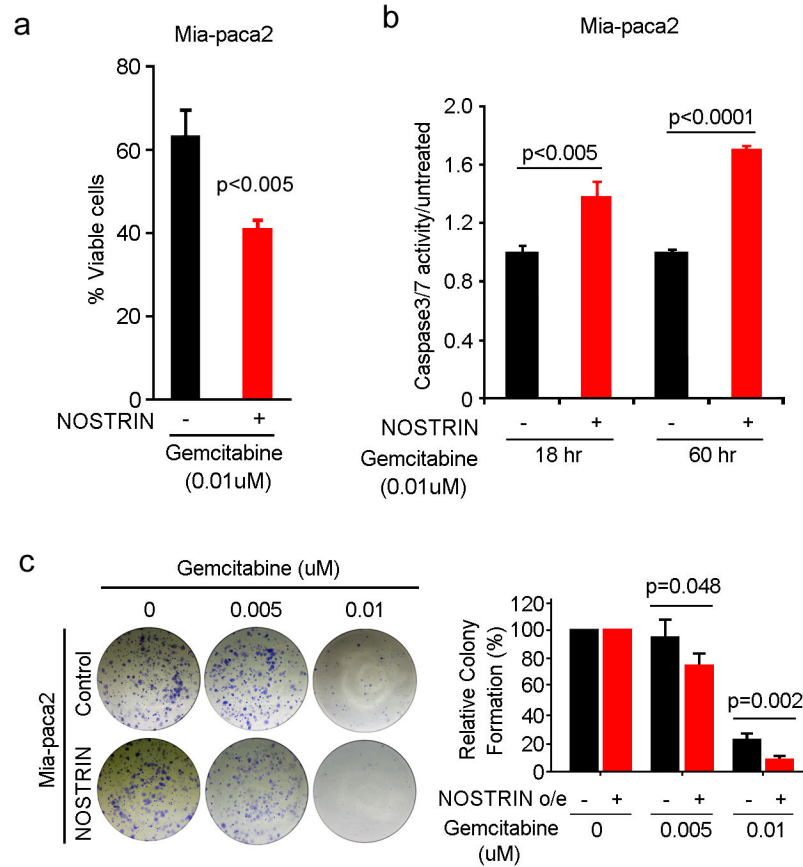 a
Mia-paca2
80
60
40
20
0
% Viable cells
p<0.005
NOSTRIN - +
Gemcitabine
(0.01uM)
b
Mia-paca2
2.0
1.6
1.2
0.8
0.4
0
Caspase3/7 activity/untreated
p<0.005
p<0.0001
NOSTRIN - + - +
Gemcitabine 18 hr 60 hr
(0.01uM)
c
Gemcitabine (uM)
0 0.005 0.01
Mia-paca2
Control
NOSTRIN
Relative Colony
Formation (%)
120
100
80
60
40
20
0
p=0.048
p=0.002
NOSTRIN o/e - + - + - +
Gemcitabine 0 0.005 0.01
(uM)